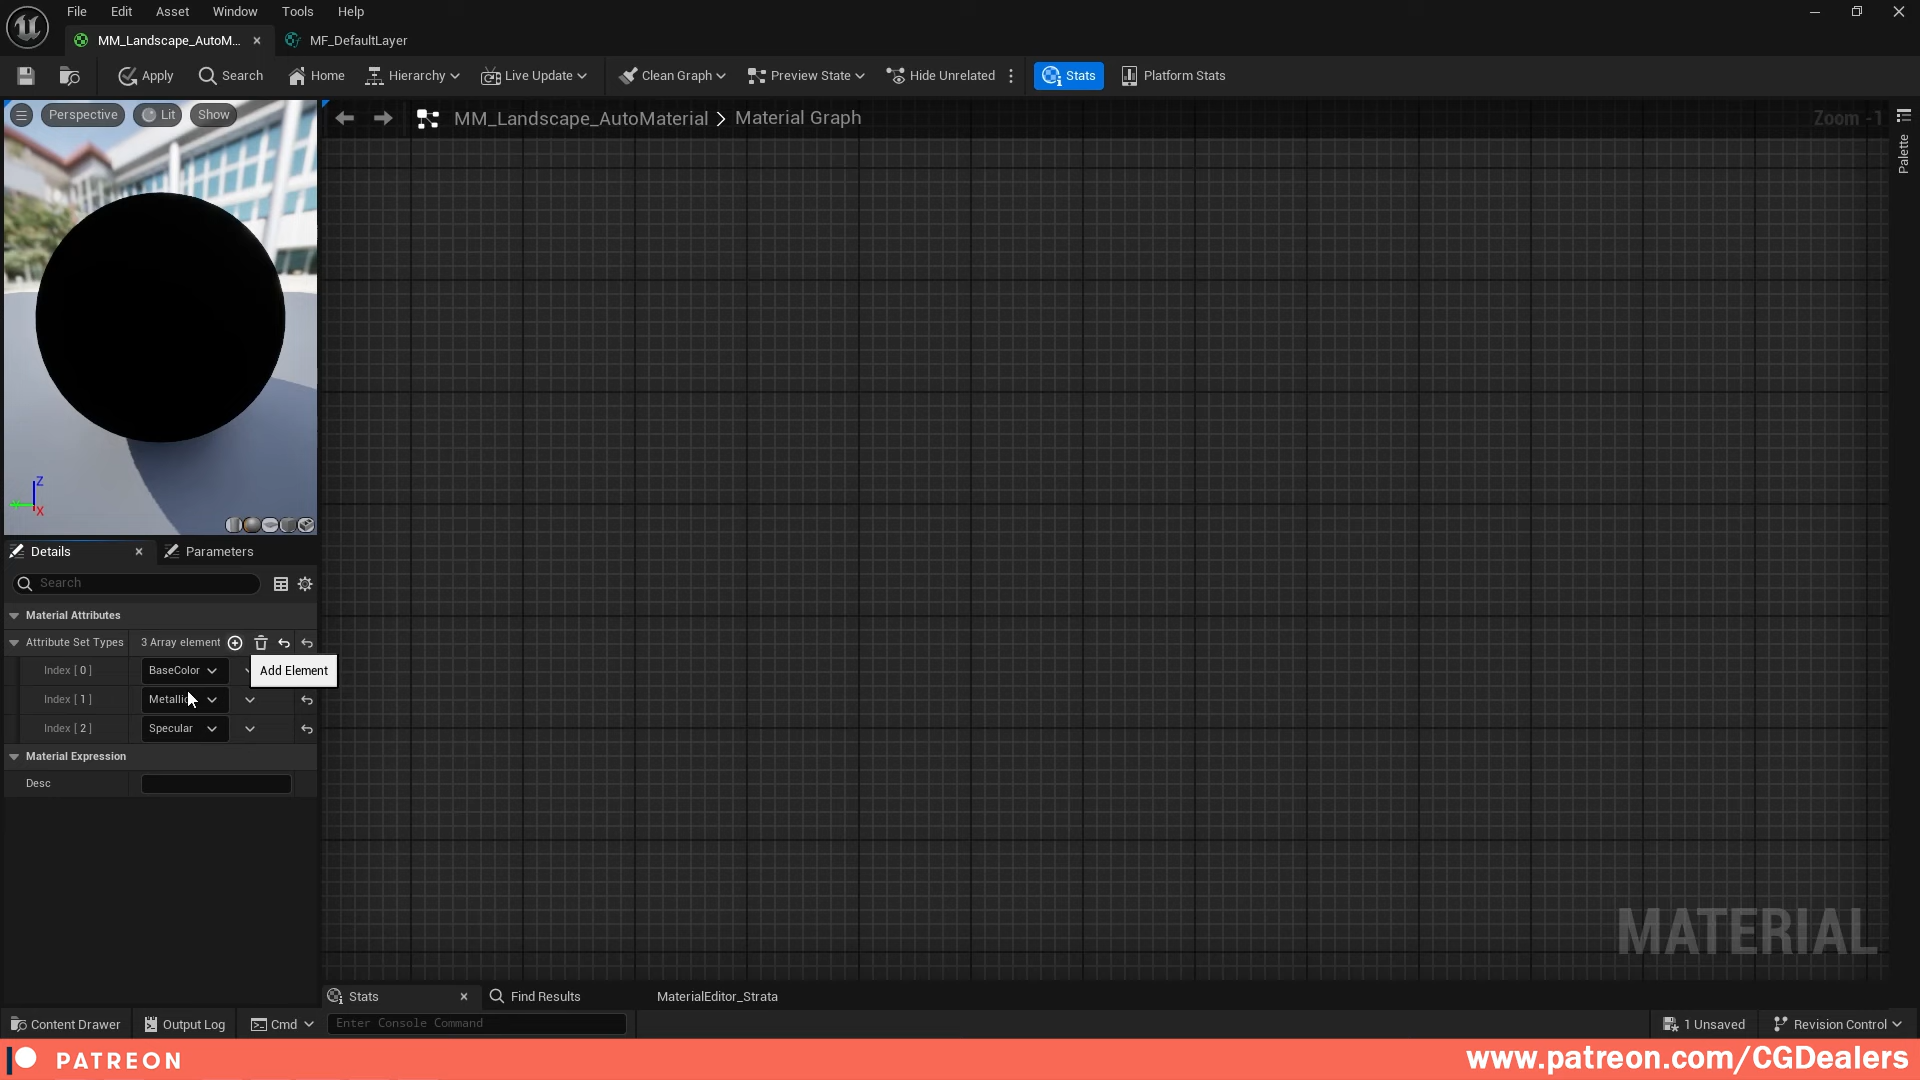 File Edit Asset Window Tools Help
MM_Landscape_AutoM... MF_DefaultLayer
Apply Search Home Hierarchy Live Update Clean Graph Preview State Hide Unrelated Stats Platform Stats
Perspective Lit Show
MM_Landscape_AutoMaterial > Material Graph
Zoom -1
Palette
Z
X
Details Parameters
Search
Material Attributes
Attribute Set Types 3 Array element
Index [ 0 ] BaseColor
Add Element
Index [ 1 ] Metallic
Index [ 2 ] Specular
Material Expression
Desc
MATERIAL
Stats Find Results MaterialEditor_Strata
Content Drawer Output Log Cmd Enter Console Command 1 Unsaved Revision Control
PATREON www.patreon.com/CGDealers